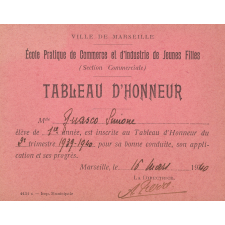 VILLE DE MARSEILLE
École Pratique de Commerce et d'Industrie de Jeunes Filles
(Section Commerciale)
TABLEAU D'HONNEUR
Mlle Guasco Simone
élève de 1re année, est inscrite au Tableau d'Honneur du
2e trimestre 1939-1940, pour sa bonne conduite, son application
et ses progrès.
Marseille, le 16 mars 1940
LA DIRECTRICE,